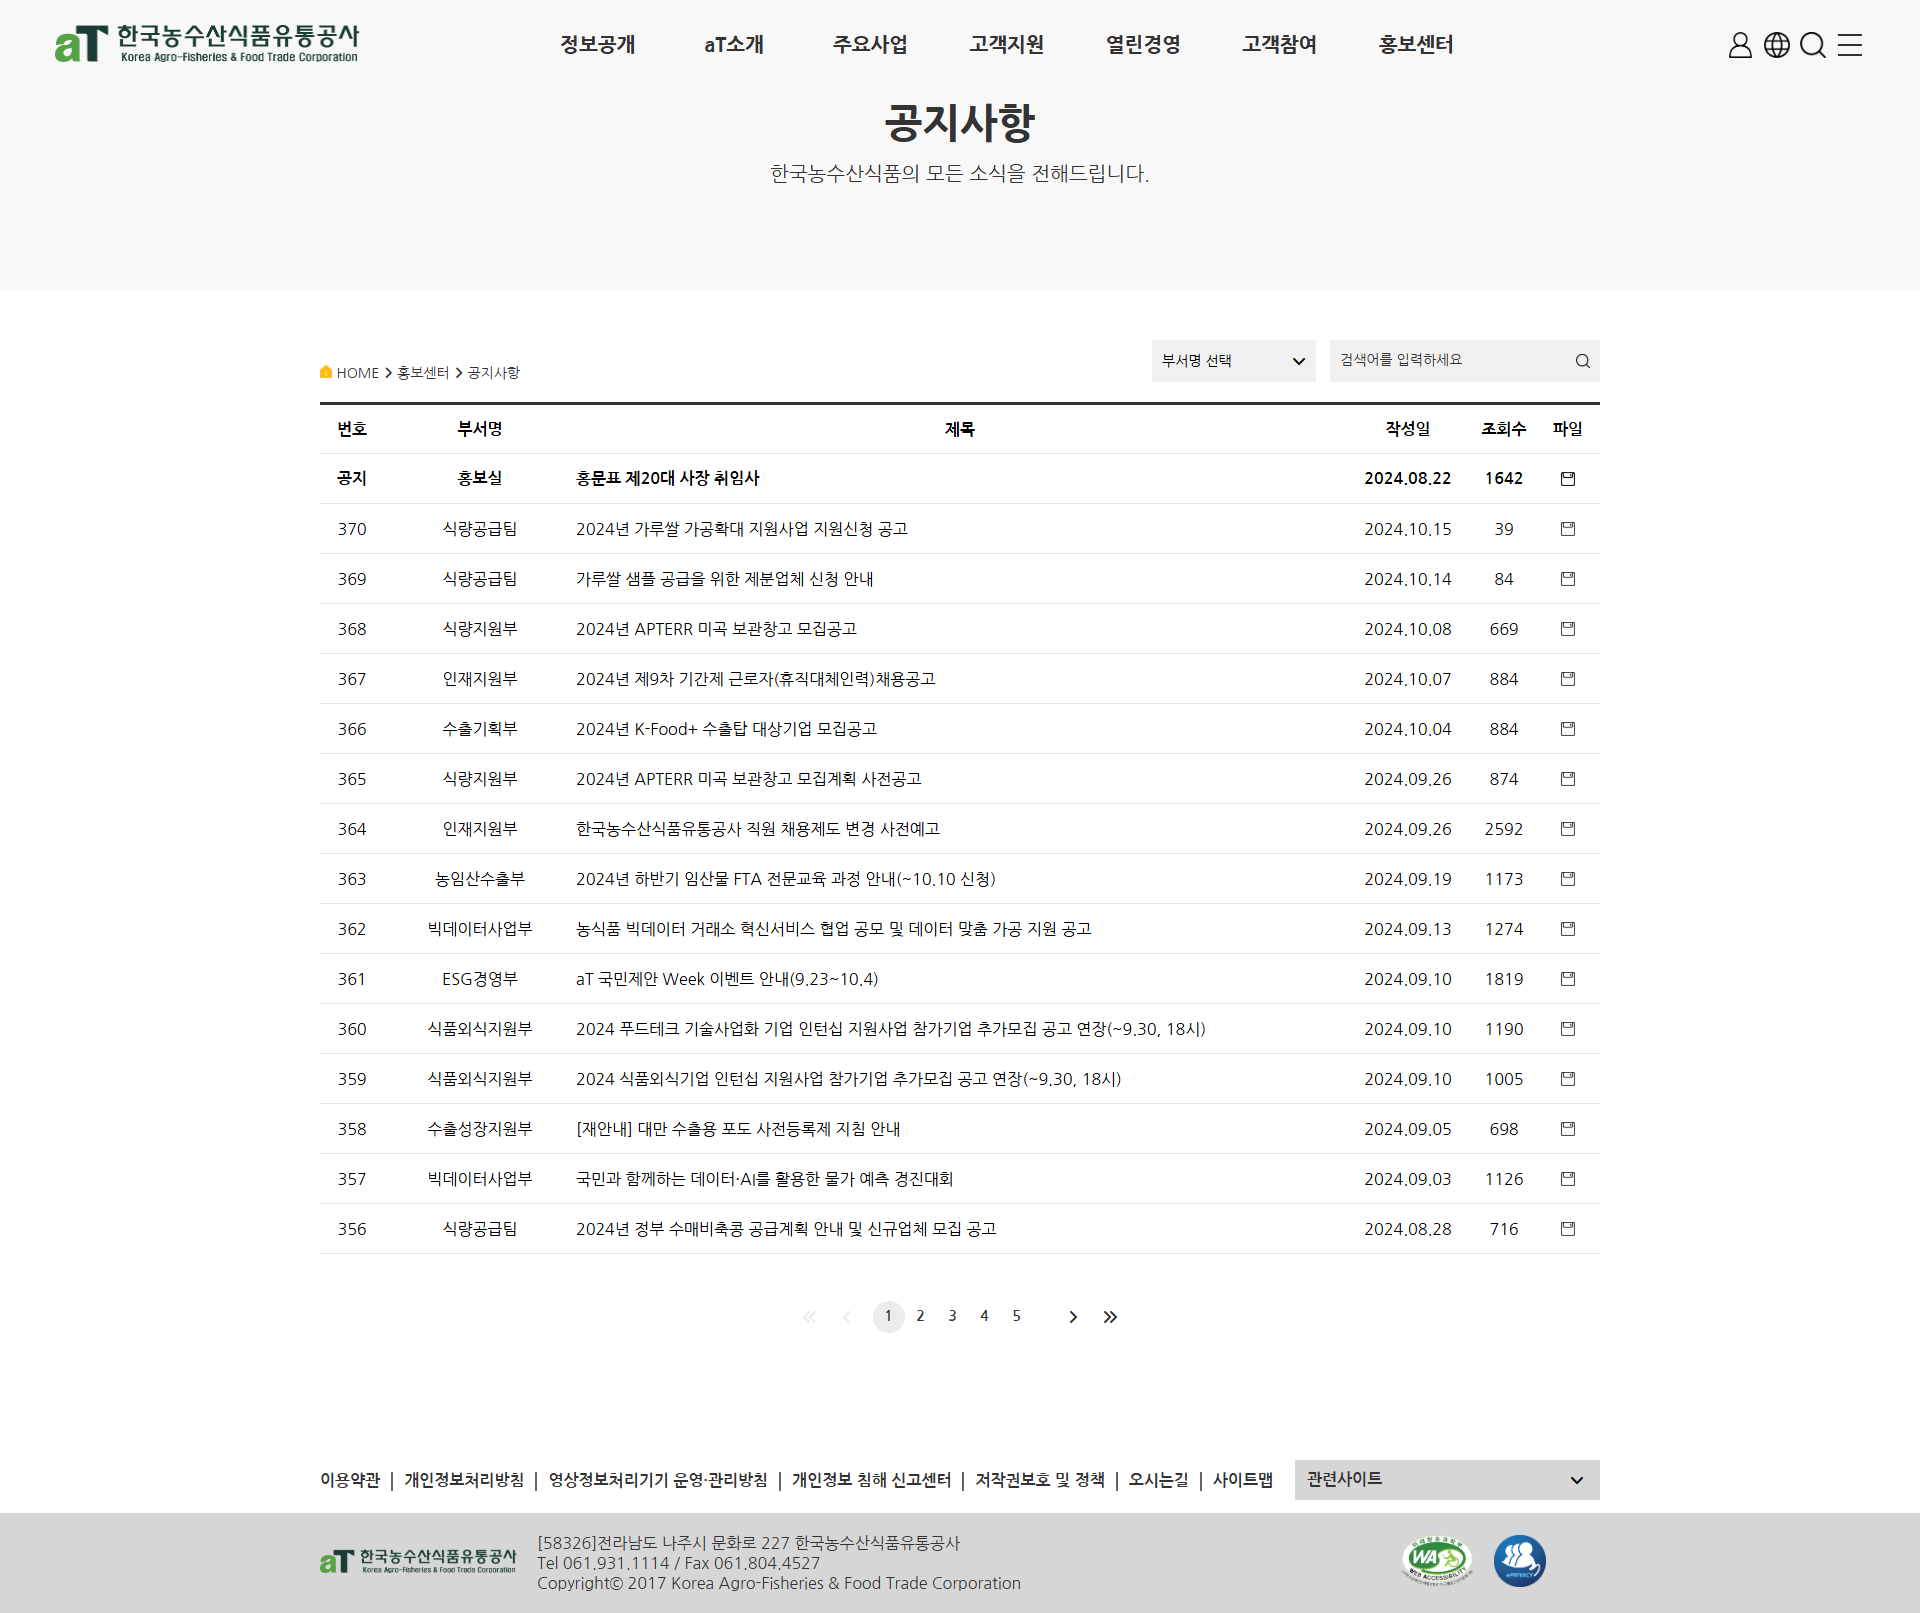 aT 한국농수산식품유통공사
Korea Agro-Fisheries & Food Trade Corporation
정보공개 aT소개 주요사업 고객지원 열린경영 고객참여 홍보센터
공지사항
한국농수산식품의 모든 소식을 전해드립니다.
HOME > 홍보센터 > 공지사항
부서명 선택 검색어를 입력하세요
번호 부서명 제목 작성일 조회수 파일
공지 홍보실 홍문표 제20대 사장 취임사 2024.08.22 1642
370 식량공급팀 2024년 가루쌀 가공확대 지원사업 지원신청 공고 2024.10.15 39
369 식량공급팀 가루쌀 샘플 공급을 위한 제분업체 신청 안내 2024.10.14 84
368 식량지원부 2024년 APTERR 미곡 보관창고 모집공고 2024.10.08 669
367 인재지원부 2024년 제9차 기간제 근로자(휴직대체인력)채용공고 2024.10.07 884
366 수출기획부 2024년 K-Food+ 수출탑 대상기업 모집공고 2024.10.04 884
365 식량지원부 2024년 APTERR 미곡 보관창고 모집계획 사전공고 2024.09.26 874
364 인재지원부 한국농수산식품유통공사 직원 채용제도 변경 사전예고 2024.09.26 2592
363 농임산수출부 2024년 하반기 임산물 FTA 전문교육 과정 안내(~10.10 신청) 2024.09.19 1173
362 빅데이터사업부 농식품 빅데이터 거래소 혁신서비스 협업 공모 및 데이터 맞춤 가공 지원 공고 2024.09.13 1274
361 ESG경영부 aT 국민제안 Week 이벤트 안내(9.23~10.4) 2024.09.10 1819
360 식품외식지원부 2024 푸드테크 기술사업화 기업 인턴십 지원사업 참가기업 추가모집 공고 연장(~9.30, 18시) 2024.09.10 1190
359 식품외식지원부 2024 식품외식기업 인턴십 지원사업 참가기업 추가모집 공고 연장(~9.30, 18시) 2024.09.10 1005
358 수출성장지원부 [재안내] 대만 수출용 포도 사전등록제 지침 안내 2024.09.05 698
357 빅데이터사업부 국민과 함께하는 데이터·AI를 활용한 물가 예측 경진대회 2024.09.03 1126
356 식량공급팀 2024년 정부 수매비축콩 공급계획 안내 및 신규업체 모집 공고 2024.08.28 716
1 2 3 4 5
이용약관 | 개인정보처리방침 | 영상정보처리기기 운영·관리방침 | 개인정보 침해 신고센터 | 저작권보호 및 정책 | 오시는길 | 사이트맵 관련사이트
aT 한국농수산식품유통공사
Korea Agro-Fisheries & Food Trade Corporation
[58326]전라남도 나주시 문화로 227 한국농수산식품유통공사
Tel 061.931.1114 / Fax 061.804.4527
Copyright© 2017 Korea Agro-Fisheries & Food Trade Corporation
WA
WEB ACCESSIBILITY
ePRIVACY